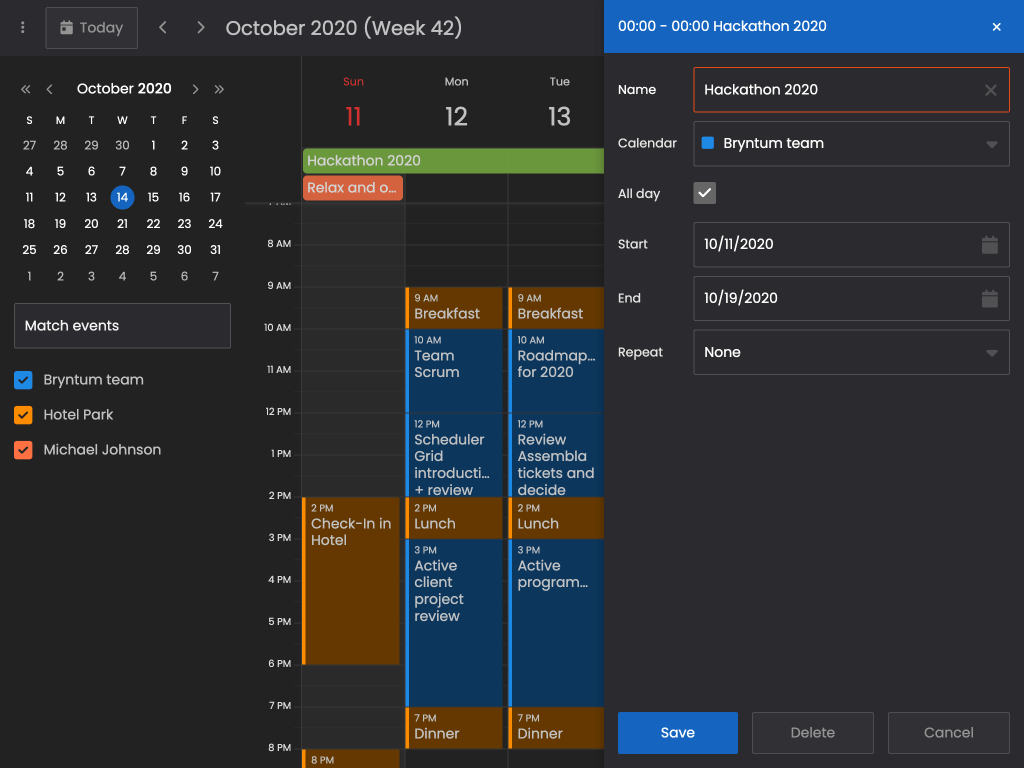 Today
October 2020 (Week 42)
October 2020
S M T W T F S
27 28 29 30 1 2 3
4 5 6 7 8 9 10
11 12 13 14 15 16 17
18 19 20 21 22 23 24
25 26 27 28 29 30 31
1 2 3 4 5 6 7
Match events
Bryntum team
Hotel Park
Michael Johnson
Sun
11
Mon
12
Tue
13
Hackathon 2020
Relax and o...
8 AM
9 AM
10 AM
11 AM
12 PM
1 PM
2 PM
3 PM
4 PM
5 PM
6 PM
7 PM
8 PM
2 PM
Check-In in
Hotel
8 PM
9 AM
Breakfast
10 AM
Team
Scrum
12 PM
Scheduler
Grid
introducti...
+ review
2 PM
Lunch
3 PM
Active
client
project
review
7 PM
Dinner
9 AM
Breakfast
10 AM
Roadmap...
for 2020
12 PM
Review
Assembla
tickets and
decide
2 PM
Lunch
3 PM
Active
program...
7 PM
Dinner
00:00 - 00:00 Hackathon 2020
Name
Hackathon 2020
Calendar
Bryntum team
All day
Start
10/11/2020
End
10/19/2020
Repeat
None
Save
Delete
Cancel